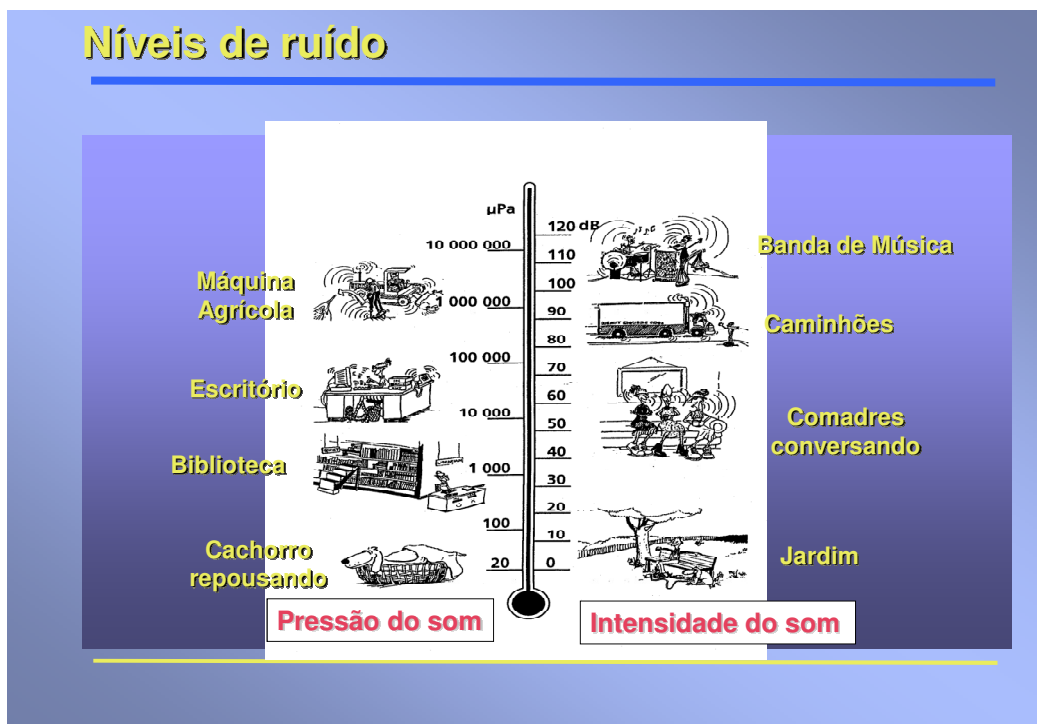 Níveis de ruído
µPa
120 dB
10 000 000
Banda de Música
110
Máquina
Agrícola
100
1 000 000
90
Caminhões
80
100 000
70
Escritório
60
10 000
Comadres
conversando
50
Biblioteca
40
1 000
30
20
100
10
Cachorro
repousando
Jardim
20
0
Pressão do som
Intensidade do som